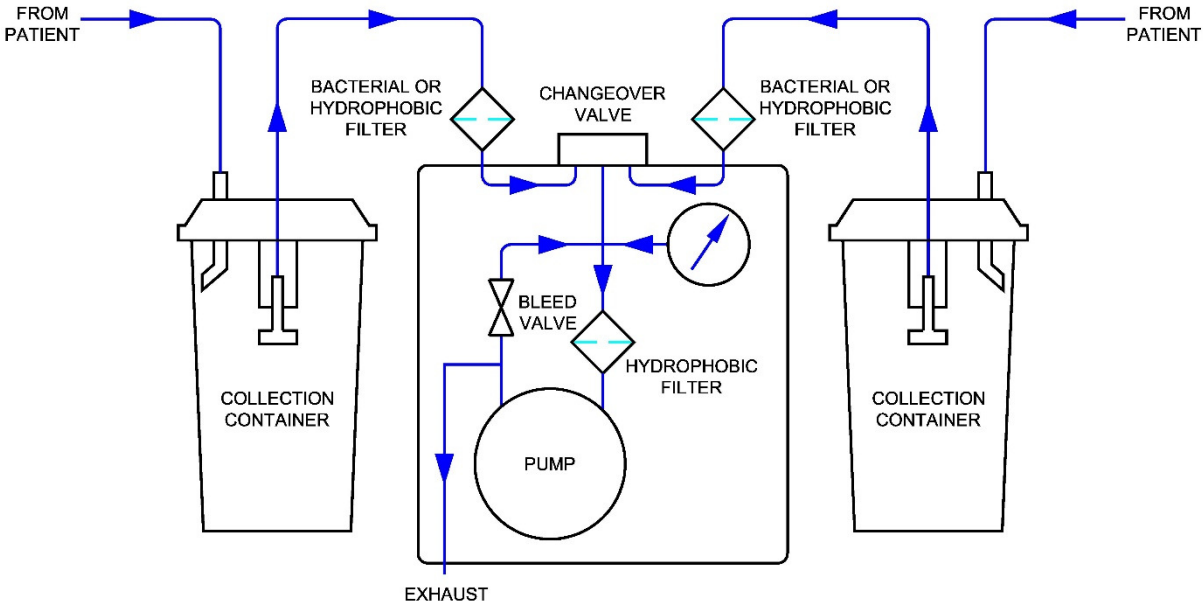 FROM
PATIENT
FROM
PATIENT
BACTERIAL OR
HYDROPHOBIC
FILTER
CHANGEOVER
VALVE
BACTERIAL OR
HYDROPHOBIC
FILTER
BLEED
VALVE
HYDROPHOBIC
FILTER
COLLECTION
CONTAINER
COLLECTION
CONTAINER
PUMP
EXHAUST